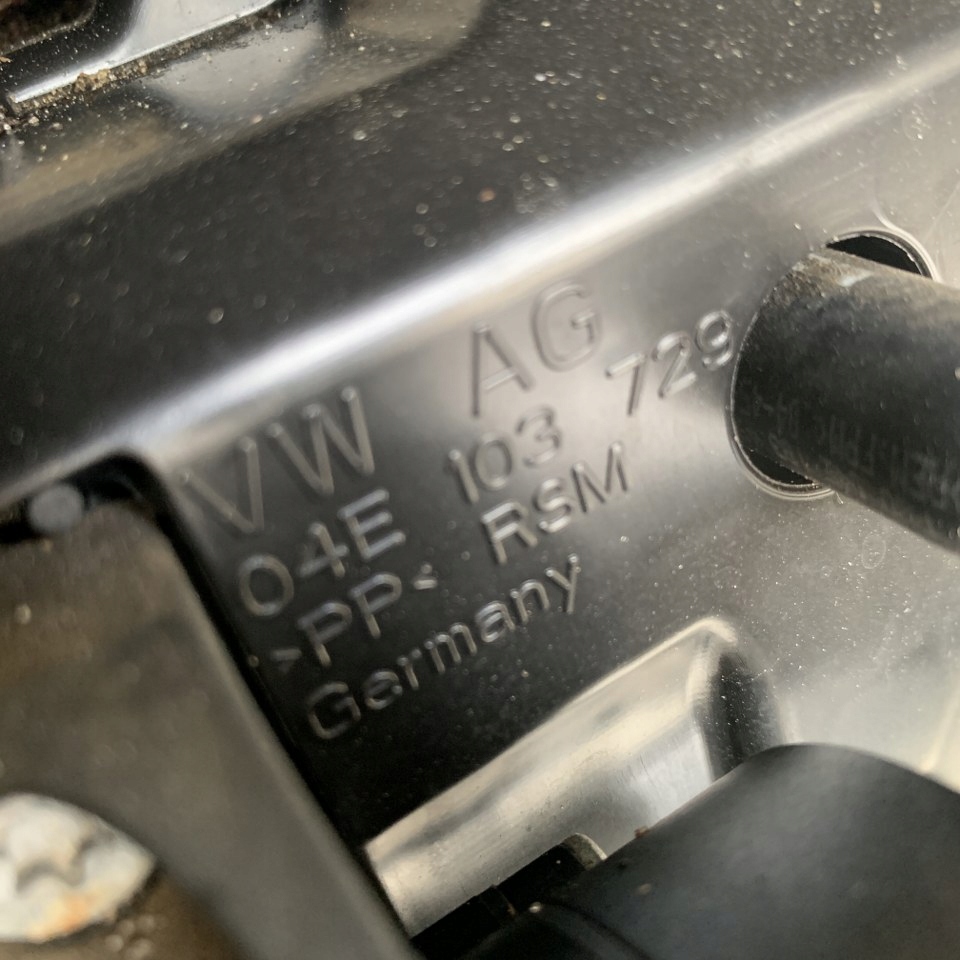 VW AG
04E 103 729
>PP< RSM
Germany